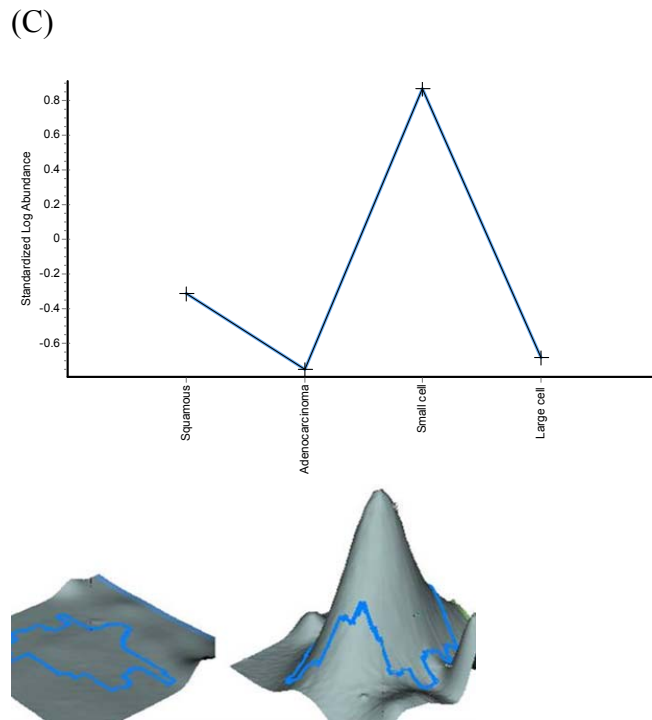 (C)
Standardized Log Abundance
0.8
0.6
0.4
0.2
0
-0.2
-0.4
-0.6
Squamous
Adenocarcinoma
Small cell
Large cell